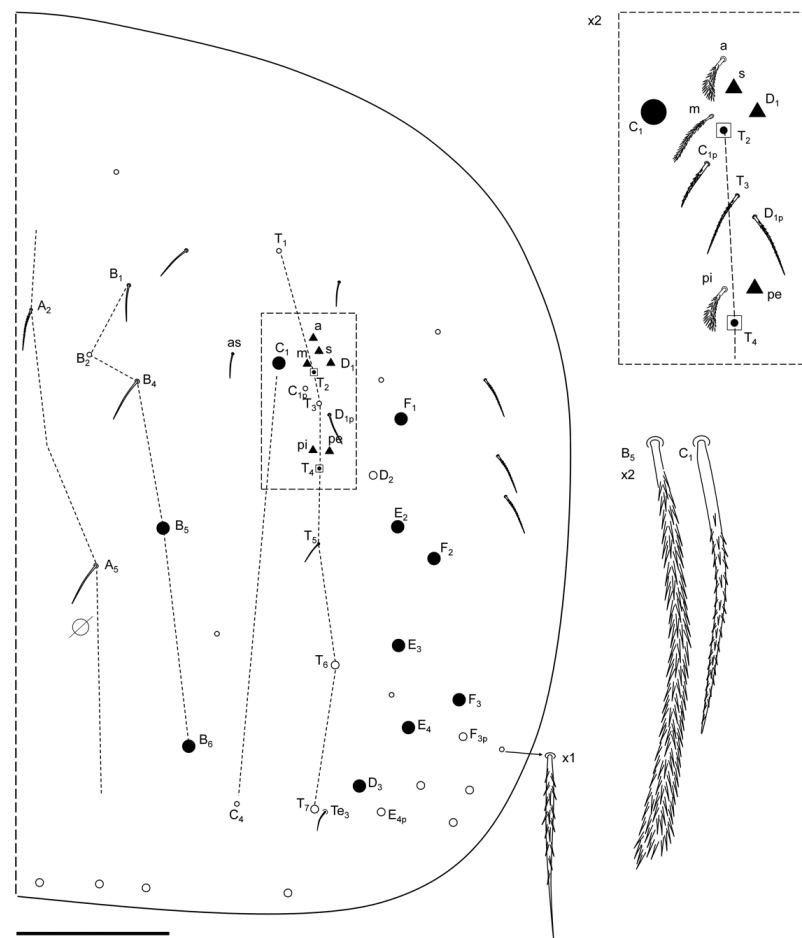 x2
a
s
D1
C1
m
T2
C1p
T3
D1p
pi
pe
T4
T1
B1
A2
as
a
C1
m
s
D1
B2
T2
B4
C1p
T3
F1
D1p
pi
pe
T4
D2
B5
C1
x2
B5
E2
T5
F2
A5
E3
T6
F3
B6
E4
F3p
x1
D3
C4
T7
Te3
E4p